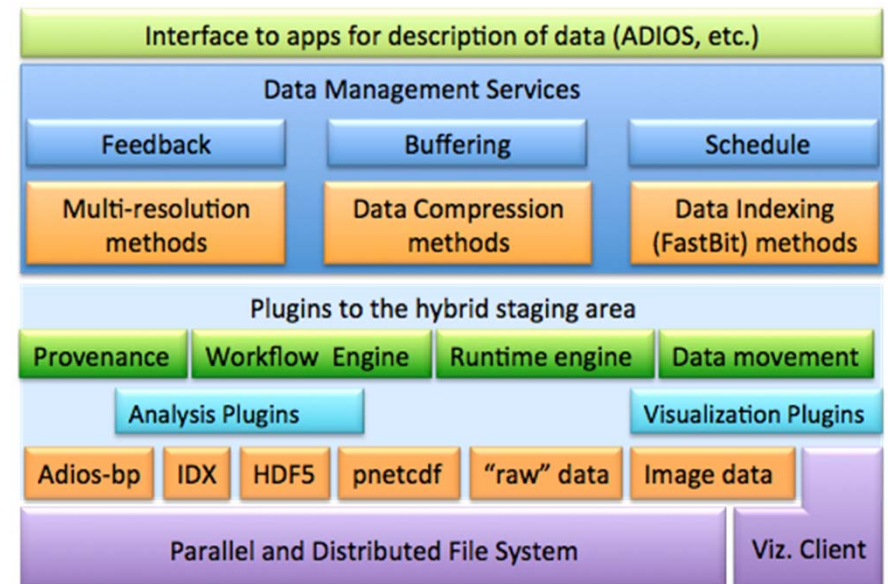 Interface to apps for description of data (ADIOS, etc.)
Data Management Services
Feedback
Buffering
Schedule
Multi-resolution
methods
Data Compression
methods
Data Indexing
(FastBit) methods
Plugins to the hybrid staging area
Provenance
Workflow Engine
Runtime engine
Data movement
Analysis Plugins
Visualization Plugins
Adios-bp
IDX
HDF5
pnetcdf
“raw” data
Image data
Parallel and Distributed File System
Viz. Client